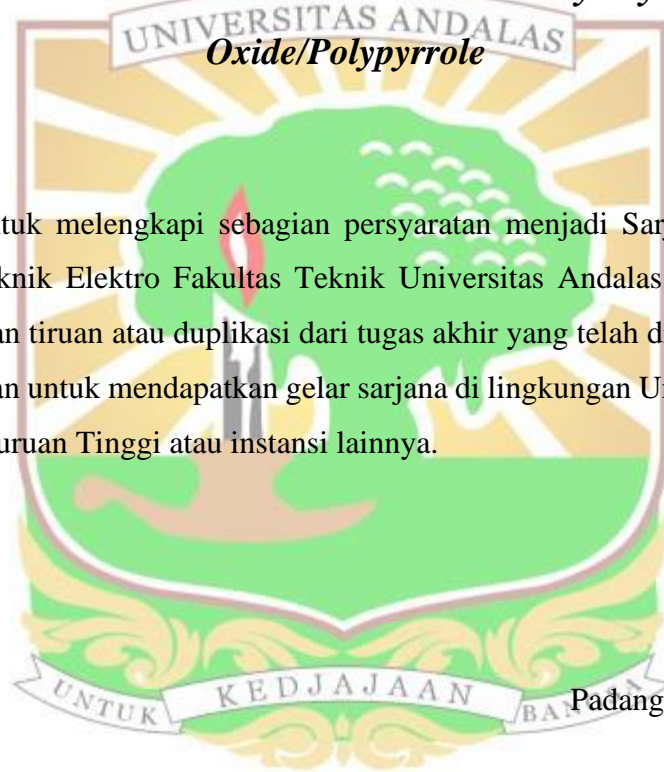 UNIVERSITAS ANDALAS
Oxide/Polypyrrole
tuk melengkapi sebagian persyaratan menjadi Sarj
knik Elektro Fakultas Teknik Universitas Andalas
an tiruan atau duplikasi dari tugas akhir yang telah d
an untuk mendapatkan gelar sarjana di lingkungan U
uruan Tinggi atau instansi lainnya.
UNTUK KEDJAJAAN BANGSA
Padang